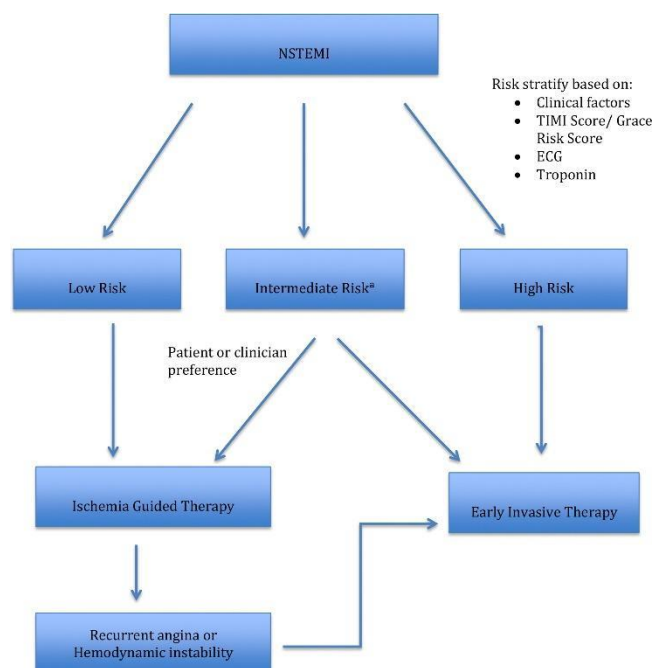 NSTEMI
Risk stratify based on:
• Clinical factors
• TIMI Score/ Grace
Risk Score
• ECG
• Troponin
Low Risk
Intermediate Riskª
High Risk
Patient or clinician
preference
Ischemia Guided Therapy
Early Invasive Therapy
Recurrent angina or
Hemodynamic instability